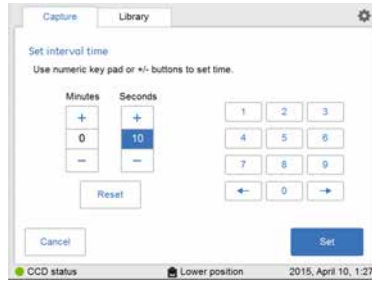 Capture Library
Set interval time
Use numeric key pad or +/- buttons to set time.
Minutes Seconds
+ + 1 2 3
0 10 4 5 6
− − 7 8 9
Reset ← 0 →
Cancel Set
CCD status Lower position 2015, April 10, 1:27